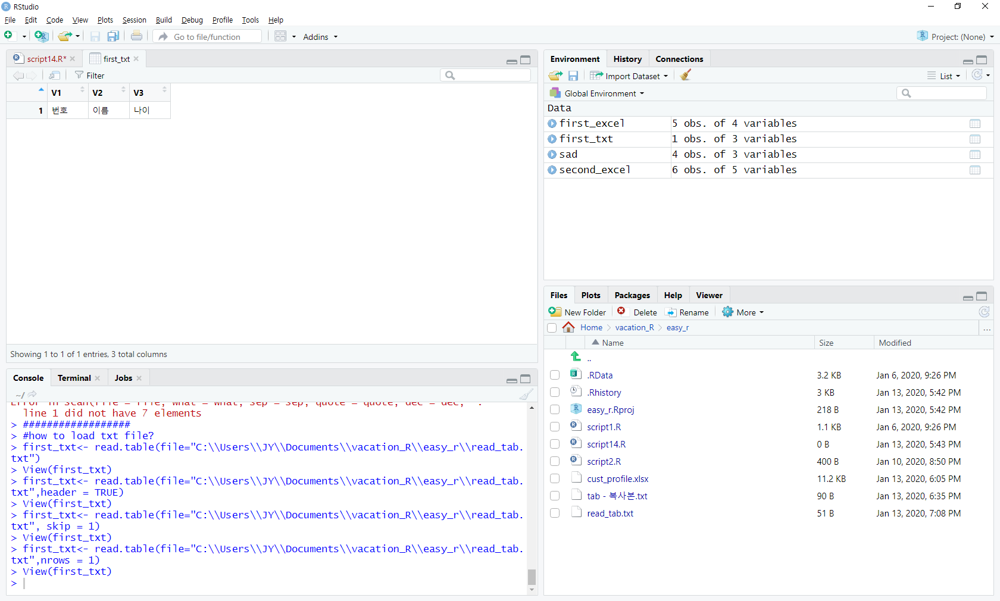 RStudio
File Edit Code View Plots Session Build Debug Profile Tools Help
Go to file/function Addins Project: (None)
script14.R* first_txt
Filter
V1 V2 V3
1 번호 이름 나이
Showing 1 to 1 of 1 entries, 3 total columns
Console Terminal Jobs
~/
Error in scan(file = file, what = what, sep = sep, quote = quote, dec = dec, :
line 1 did not have 7 elements
> ##################
> #how to load txt file?
> first_txt<- read.table(file="C:\\Users\\JY\\Documents\\vacation_R\\easy_r\\read_tab.
txt")
> View(first_txt)
> first_txt<- read.table(file="C:\\Users\\JY\\Documents\\vacation_R\\easy_r\\read_tab.
txt",header = TRUE)
> View(first_txt)
> first_txt<- read.table(file="C:\\Users\\JY\\Documents\\vacation_R\\easy_r\\read_tab.
txt", skip = 1)
> View(first_txt)
> first_txt<- read.table(file="C:\\Users\\JY\\Documents\\vacation_R\\easy_r\\read_tab.
txt",nrows = 1)
> View(first_txt)
>
Environment History Connections
Import Dataset List
Global Environment
Data
first_excel 5 obs. of 4 variables
first_txt 1 obs. of 3 variables
sad 4 obs. of 3 variables
second_excel 6 obs. of 5 variables
Files Plots Packages Help Viewer
New Folder Delete Rename More
Home vacation_R easy_r ...
Name Size Modified
..
.RData 3.2 KB Jan 6, 2020, 9:26 PM
.Rhistory 3 KB Jan 13, 2020, 5:42 PM
easy_r.Rproj 218 B Jan 13, 2020, 5:42 PM
script1.R 1.1 KB Jan 6, 2020, 9:26 PM
script14.R 0 B Jan 13, 2020, 5:43 PM
script2.R 400 B Jan 10, 2020, 8:50 PM
cust_profile.xlsx 11.2 KB Jan 13, 2020, 6:05 PM
tab - 복사본.txt 90 B Jan 13, 2020, 6:35 PM
read_tab.txt 51 B Jan 13, 2020, 7:08 PM